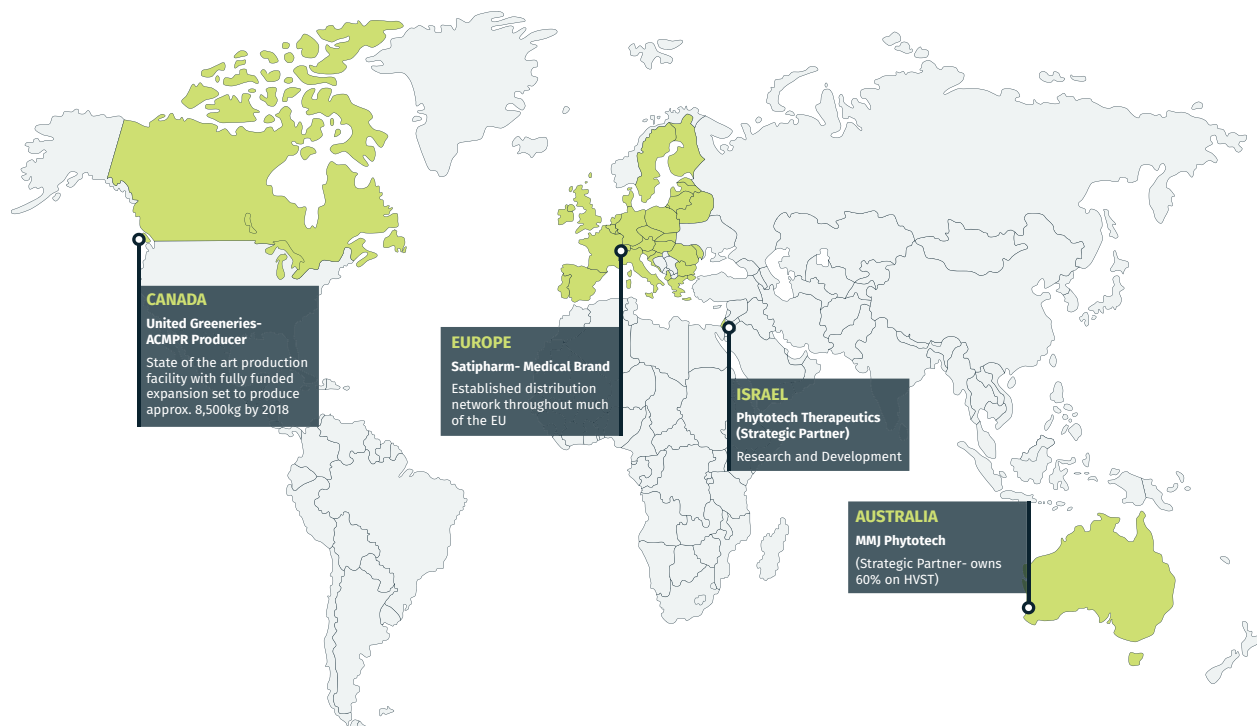 CANADA
United Greeneries-
ACMPR Producer
State of the art production
facility with fully funded
expansion set to produce
approx. 8,500kg by 2018
EUROPE
Satipharm- Medical Brand
Established distribution
network throughout much
of the EU
ISRAEL
Phytotech Therapeutics
(Strategic Partner)
Research and Development
AUSTRALIA
MMJ Phytotech
(Strategic Partner- owns
60% on HVST)